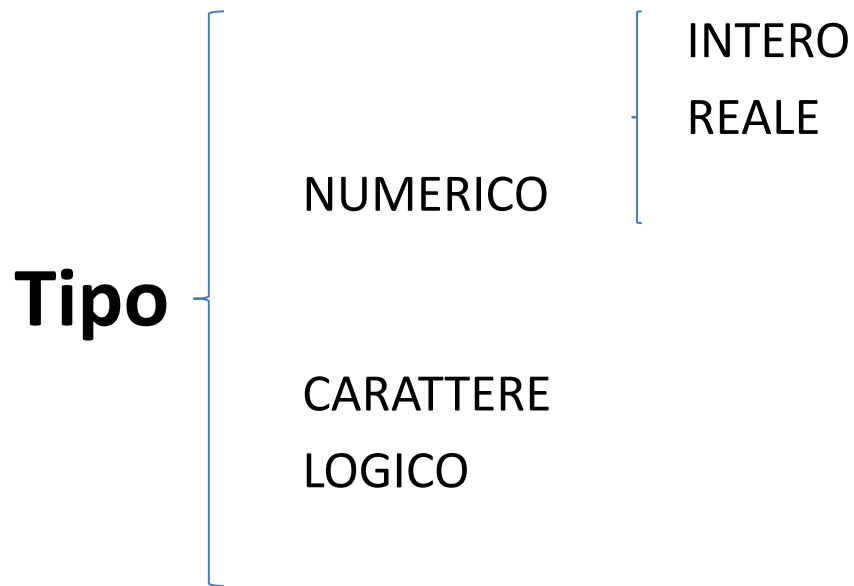 INTERO
REALE
NUMERICO
Tipo
CARATTERE
LOGICO